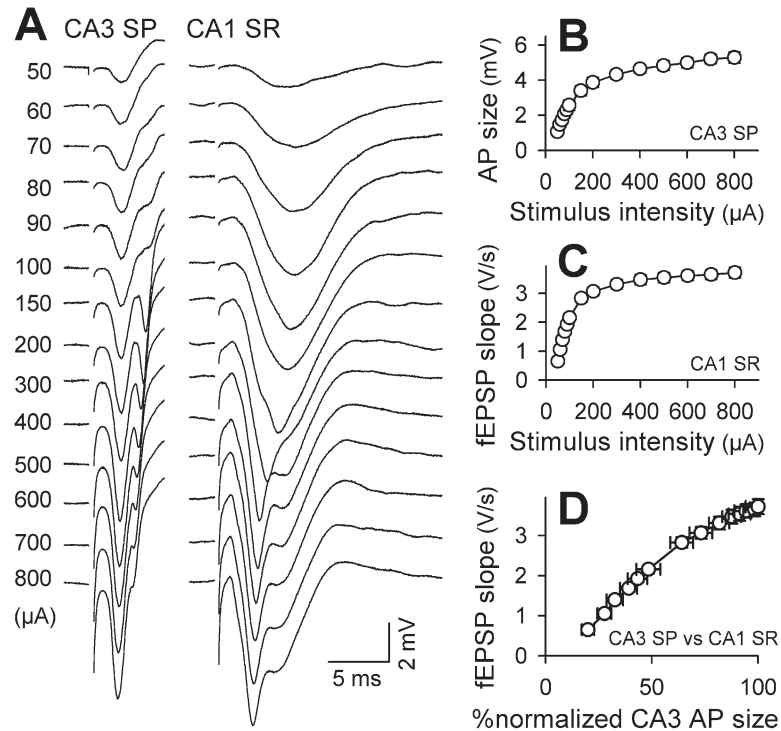 A CA3 SP CA1 SR
50
60
70
80
90
100
150
200
300
400
500
600
700
800
(μA)
5 ms
2 mV
B
AP size (mV)
6
4
2
0
CA3 SP
0 200 400 600 800
Stimulus intensity (μA)
C
fEPSP slope (V/s)
3
2
1
0
CA1 SR
0 200 400 600 800
Stimulus intensity (μA)
D
fEPSP slope (V/s)
3
2
1
0
CA3 SP vs CA1 SR
0 50 100
%normalized CA3 AP size